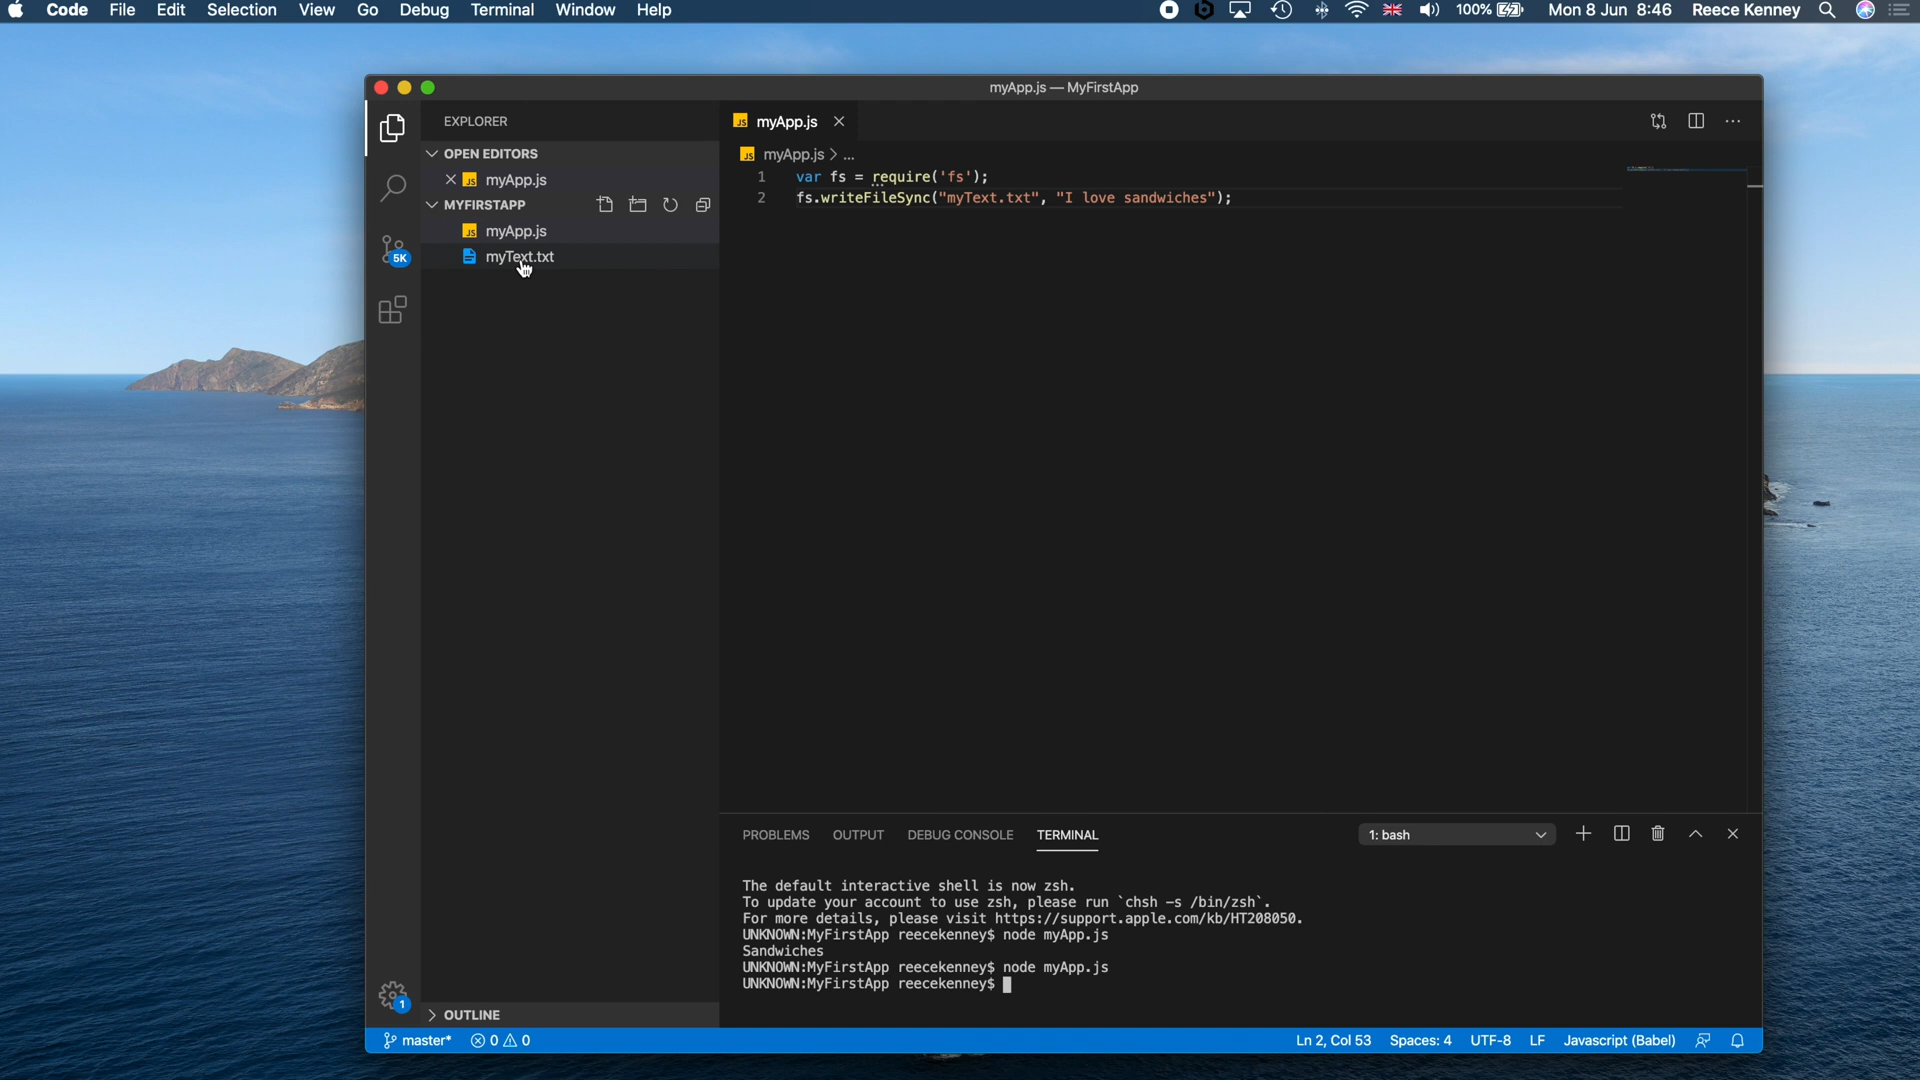 Code File Edit Selection View Go Debug Terminal Window Help 100% Mon 8 Jun 8:46 Reece Kenney
myApp.js — MyFirstApp
EXPLORER
OPEN EDITORS
myApp.js
MYFIRSTAPP
myApp.js
myText.txt
OUTLINE
5K
1
myApp.js
myApp.js > ...
1 var fs = require('fs');
2 fs.writeFileSync("myText.txt", "I love sandwiches");
PROBLEMS OUTPUT DEBUG CONSOLE TERMINAL 1: bash
The default interactive shell is now zsh.
To update your account to use zsh, please run `chsh -s /bin/zsh`.
For more details, please visit https://support.apple.com/kb/HT208050.
UNKNOWN:MyFirstApp reecekenney$ node myApp.js
Sandwiches
UNKNOWN:MyFirstApp reecekenney$ node myApp.js
UNKNOWN:MyFirstApp reecekenney$
master* 0 0 Ln 2, Col 53 Spaces: 4 UTF-8 LF Javascript (Babel)